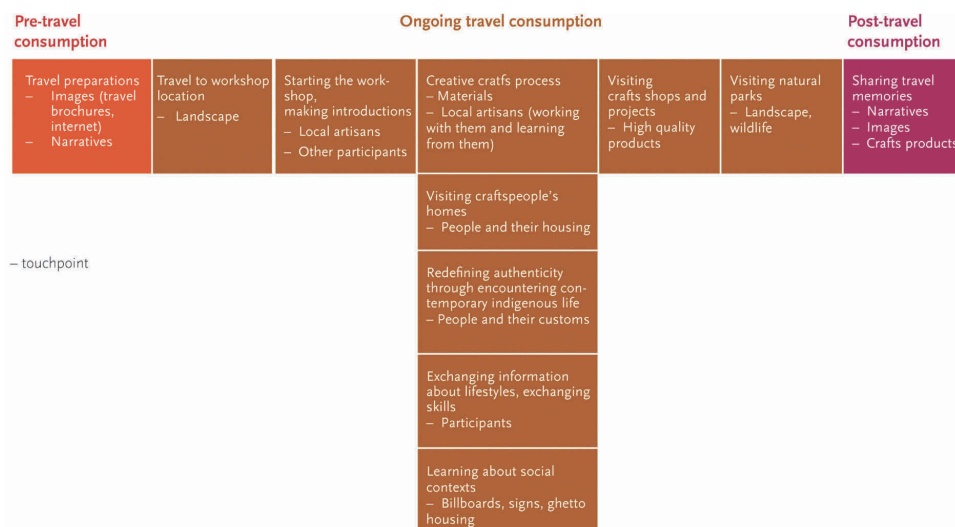 Pre-travel
consumption
Ongoing travel consumption
Post-travel
consumption
Travel preparations
– Images (travel
brochures,
internet)
– Narratives
Travel to workshop
location
– Landscape
Starting the work-
shop,
making introductions
– Local artisans
– Other participants
Creative cratfs process
– Materials
– Local artisans (working
with them and learning
from them)
Visiting
crafts shops and
projects
– High quality
products
Visiting natural
parks
– Landscape,
wildlife
Sharing travel
memories
– Narratives
– Images
– Crafts products
Visiting craftspeople's
homes
– People and their housing
– touchpoint
Redefining authenticity
through encountering con-
temporary indigenous life
– People and their customs
Exchanging information
about lifestyles, exchanging
skills
– Participants
Learning about social
contexts
– Billboards, signs, ghetto
housing